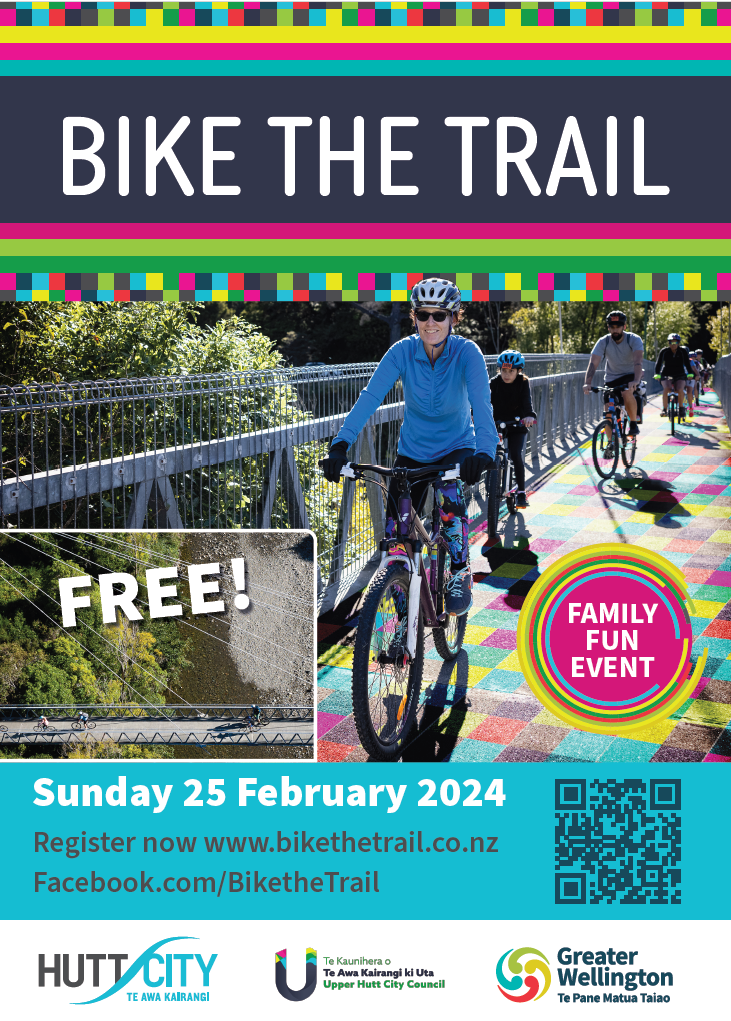 BIKE THE TRAIL
FREE!
FAMILY
FUN
EVENT
Sunday 25 February 2024
Register now www.bikethetrail.co.nz
Facebook.com/BiketheTrail
HUTT CITY
TE AWA KAIRANGI
Te Kaunihera o
Te Awa Kairangi ki Uta
Upper Hutt City Council
Greater
Wellington
Te Pane Matua Taiao